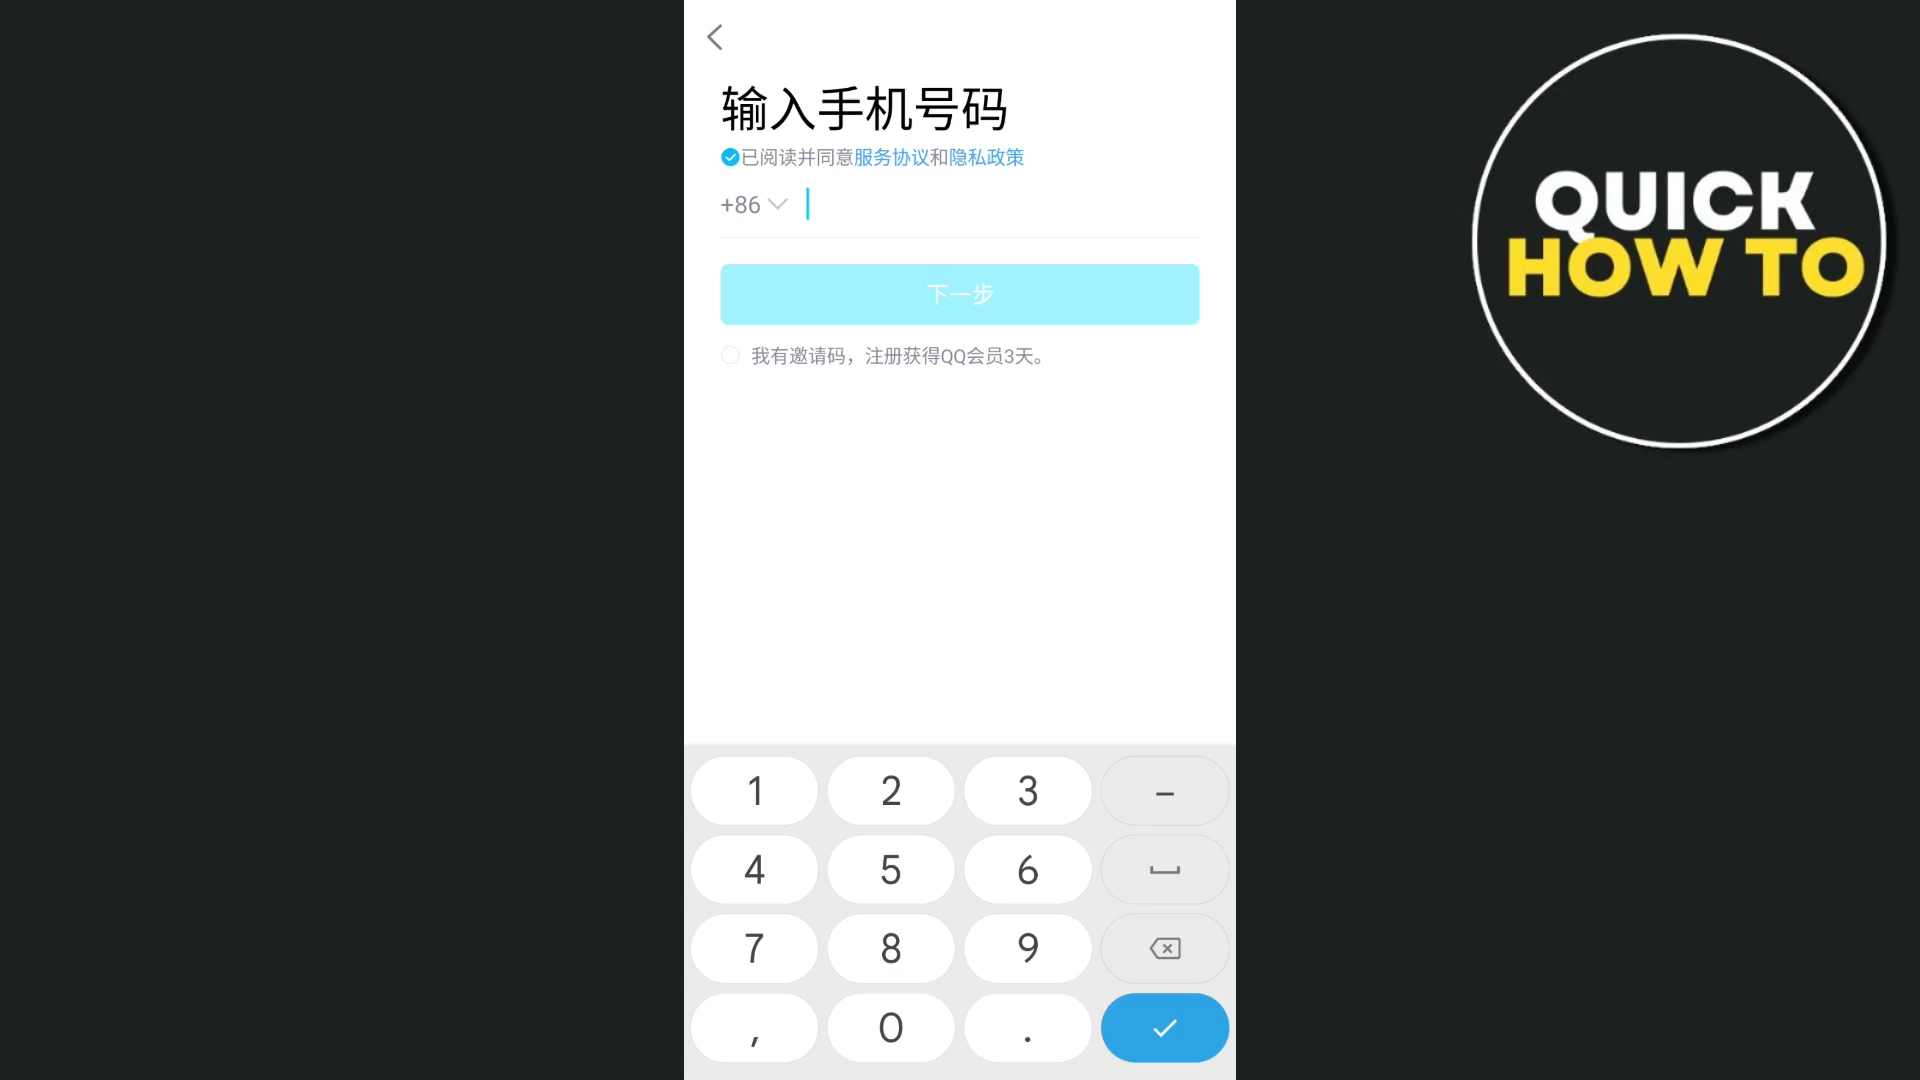 输入手机号码
已阅读并同意服务协议和隐私政策
+86
下一步
我有邀请码，注册获得QQ会员3天。
1 2 3 –
4 5 6
7 8 9
, 0 .
QUICK
HOW TO